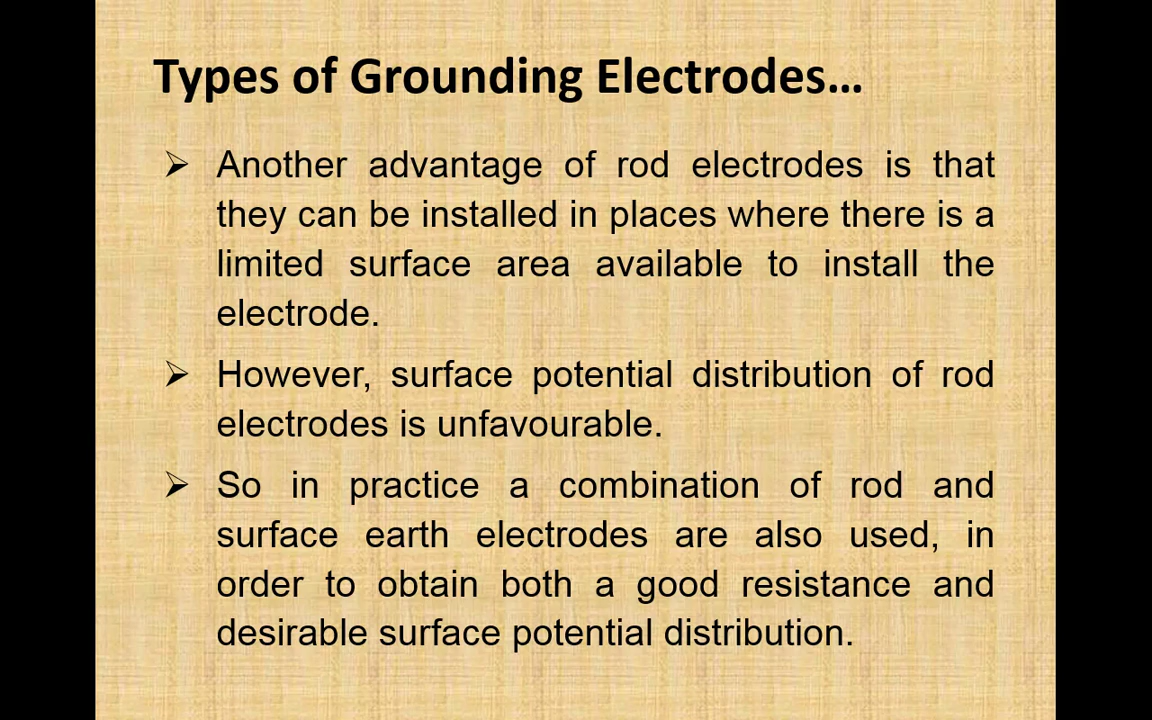 Types of Grounding Electrodes...
➢ Another advantage of rod electrodes is that
they can be installed in places where there is a
limited surface area available to install the
electrode.
➢ However, surface potential distribution of rod
electrodes is unfavourable.
➢ So in practice a combination of rod and
surface earth electrodes are also used, in
order to obtain both a good resistance and
desirable surface potential distribution.